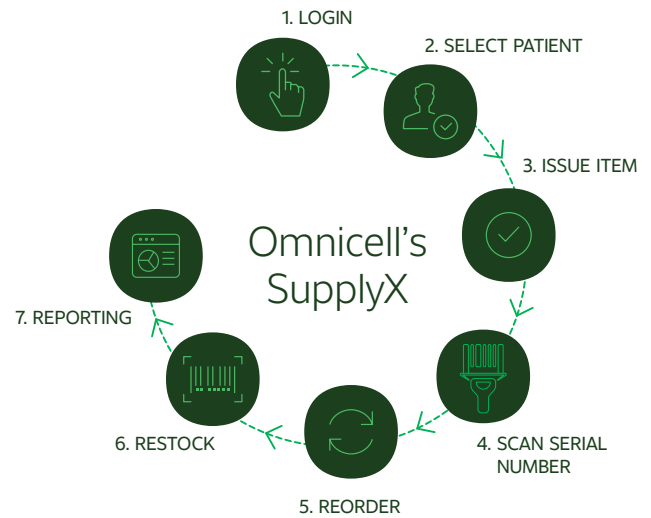 1. LOGIN
2. SELECT PATIENT
3. ISSUE ITEM
Omnicell’s
SupplyX
7. REPORTING
6. RESTOCK
4. SCAN SERIAL
NUMBER
5. REORDER